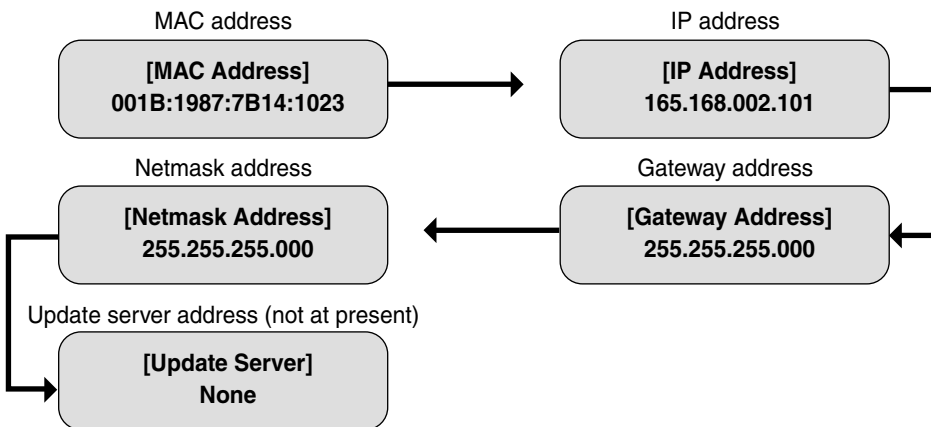 MAC address
[MAC Address]
001B:1987:7B14:1023
IP address
[IP Address]
165.168.002.101
Gateway address
[Gateway Address]
255.255.255.000
Netmask address
[Netmask Address]
255.255.255.000
Update server address (not at present)
[Update Server]
None